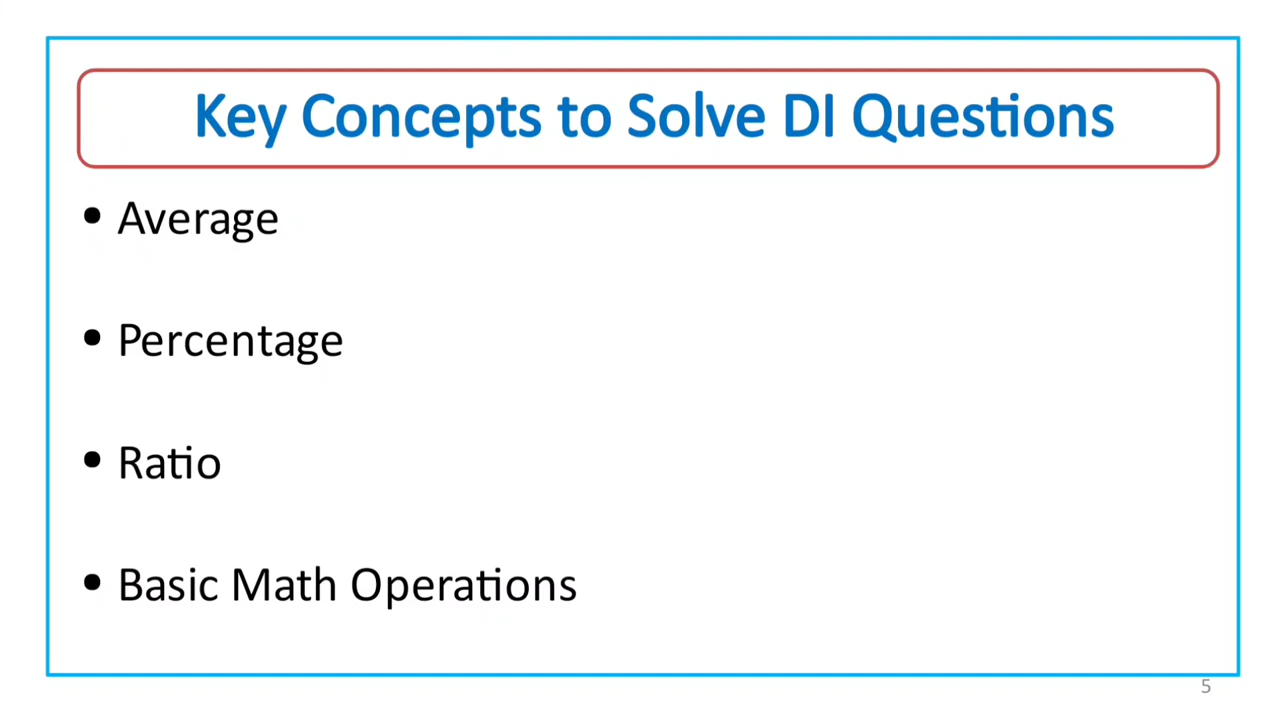 Key Concepts to Solve DI Questions
• Average
• Percentage
• Ratio
• Basic Math Operations
5